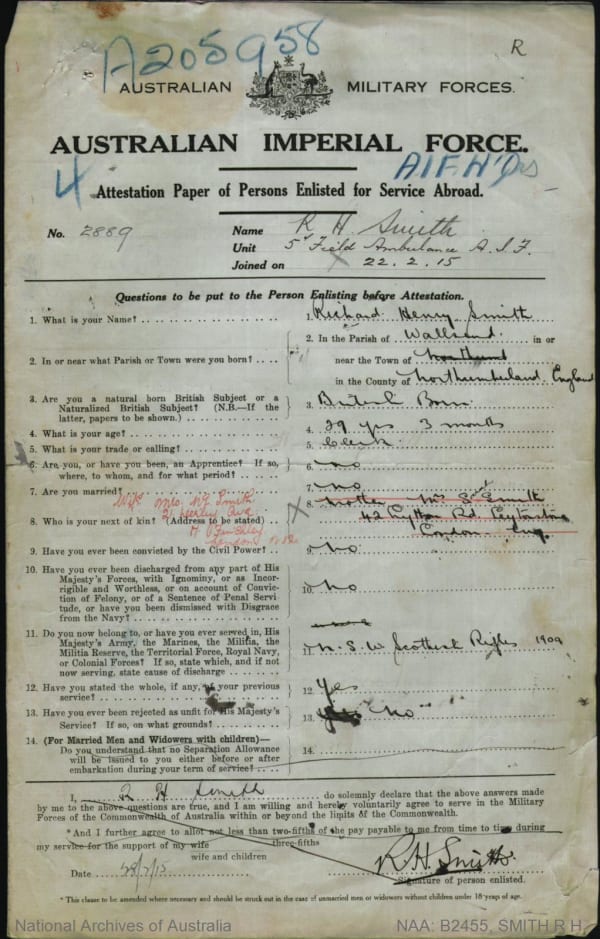 A205958
R
AUSTRALIAN MILITARY FORCES.
AUSTRALIAN IMPERIAL FORCE.
AIF H'Drs
4
Attestation Paper of Persons Enlisted for Service Abroad.
No. 2889
Name R H. Smith
Unit 5th Field Ambulance A.I.F.
Joined on 22.2.15
Questions to be put to the Person Enlisting before Attestation.
1. What is your Name?
1. Richard Henry Smith
2. In or near what Parish or Town were you born?
2. In the Parish of Wallsend in or
near the Town of
in the County of Northumberland, England
3. Are you a natural born British Subject or a
Naturalized British Subject? (N.B.—If the
latter, papers to be shown.)
3. British Born
4. What is your age?
4. 29 yrs 3 months
5. What is your trade or calling?
5. Clerk
6. Are you, or have you been, an Apprentice? If so,
where, to whom, and for what period?
6. no
7. Are you married?
7. no
Wife Mrs. Smith
Ave
Finchley
London
8. Who is your next of kin? (Address to be stated)
8. Mother Mrs S Smith
42 Lytton Rd Leytonstone
London Eng.
9. Have you ever been convicted by the Civil Power?
9. No
10. Have you ever been discharged from any part of His
Majesty's Forces, with Ignominy, or as Incor-
rigible and Worthless, or on account of Convic-
tion of Felony, or of a Sentence of Penal Servi-
tude, or have you been dismissed with Disgrace
from the Navy?
10. No
11. Do you now belong to, or have you ever served in, His
Majesty's Army, the Marines, the Militia, the
Militia Reserve, the Territorial Force, Royal Navy,
or Colonial Forces? If so, state which, and if not
now serving, state cause of discharge
11. N.S.W Scottish Rifles 1909
12. Have you stated the whole, if any, of your previous
service?
12. Yes
13. Have you ever been rejected as unfit for His Majesty's
Service? If so, on what grounds?
13. yes no
14. (For Married Men and Widowers with children)—
Do you understand that no Separation Allowance
will be issued to you either before or after
embarkation during your term of service?
14.
I, R H Smith do solemnly declare that the above answers made
by me to the above questions are true, and I am willing and hereby voluntarily agree to serve in the Military
Forces of the Commonwealth of Australia within or beyond the limits of the Commonwealth.
*And I further agree to allot not less than two-fifths of the pay payable to me from time to time during
three-fifths
my service for the support of my wife
wife and children
Date
R.H. Smith
Signature of person enlisted.
* This clause to be amended where necessary and should be struck out in the case of unmarried men or widowers without children under 18 years of age.
National Archives of Australia
NAA: B2455, SMITH R H